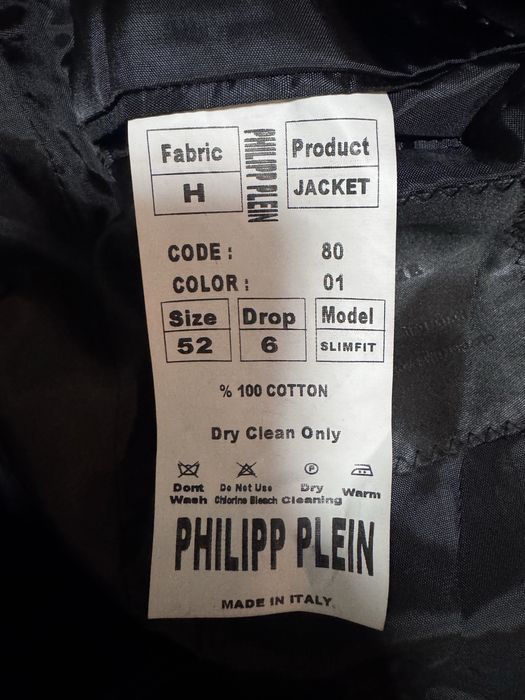 Fabric
H
PHILIPP PLEIN
Product
JACKET
CODE : 80
COLOR : 01
Size Drop Model
52 6 SLIMFIT
% 100 COTTON
Dry Clean Only
P
Dont Wash
Do Not Use Chlorine Bleach
Dry Cleaning
Warm
PHILIPP PLEIN
MADE IN ITALY